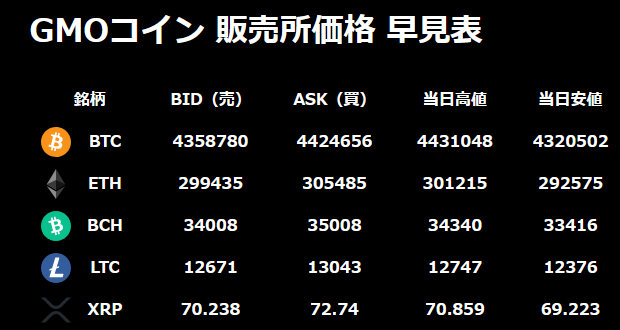 GMOコイン 販売所価格 早見表
銘柄 BID（売） ASK（買） 当日高値 当日安値
BTC 4358780 4424656 4431048 4320502
ETH 299435 305485 301215 292575
BCH 34008 35008 34340 33416
LTC 12671 13043 12747 12376
XRP 70.238 72.74 70.859 69.223